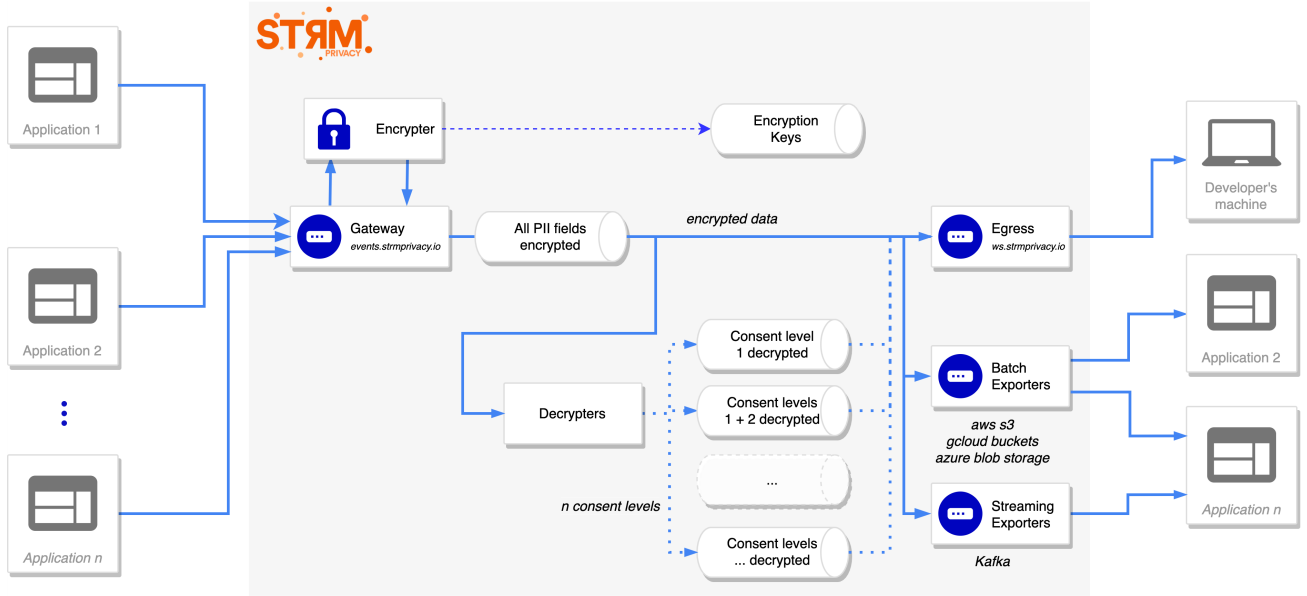 STRM
PRIVACY
Application 1
Encrypter
Encryption
Keys
Developer's
machine
Gateway
events.strmprivacy.io
All PII fields
encrypted
encrypted data
Egress
ws.strmprivacy.io
Application 2
Consent level
1 decrypted
Batch
Exporters
Application 2
Decrypters
Consent levels
1 + 2 decrypted
aws s3
gcloud buckets
azure blob storage
...
n consent levels
Streaming
Exporters
Application n
Application n
Consent levels
... decrypted
Kafka